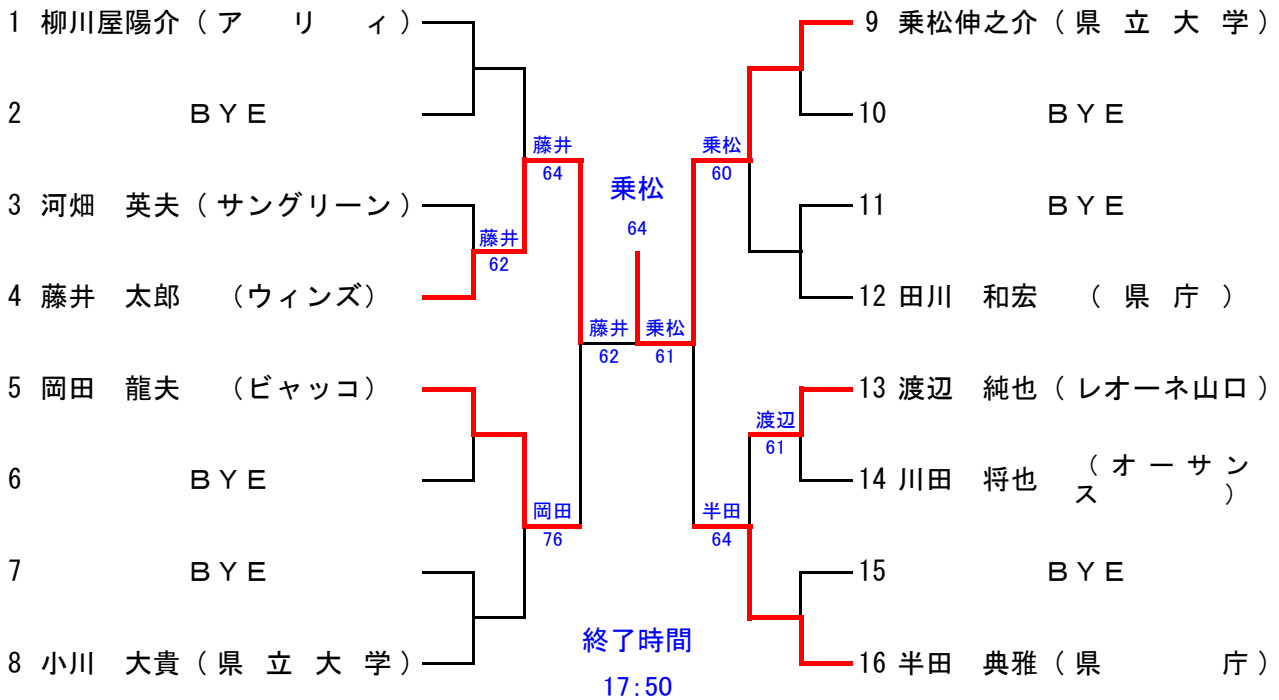 1 柳川屋陽介(アリィ)
2 BYE
3 河畑 英夫(サングリーン)
4 藤井 太郎 (ウィンズ)
5 岡田 龍夫 (ビャッコ)
6 BYE
7 BYE
8 小川 大貴(県立大学)
藤井
62
藤井
64
岡田
76
藤井
62
乗松
64
乗松
61
終了時間
17:50
乗松
60
渡辺
61
半田
64
9 乗松伸之介(県立大学)
10 BYE
11 BYE
12 田川 和宏 (県庁)
13 渡辺 純也(レオーネ山口)
14 川田 将也 (オーサン
ス)
15 BYE
16 半田 典雅(県庁)